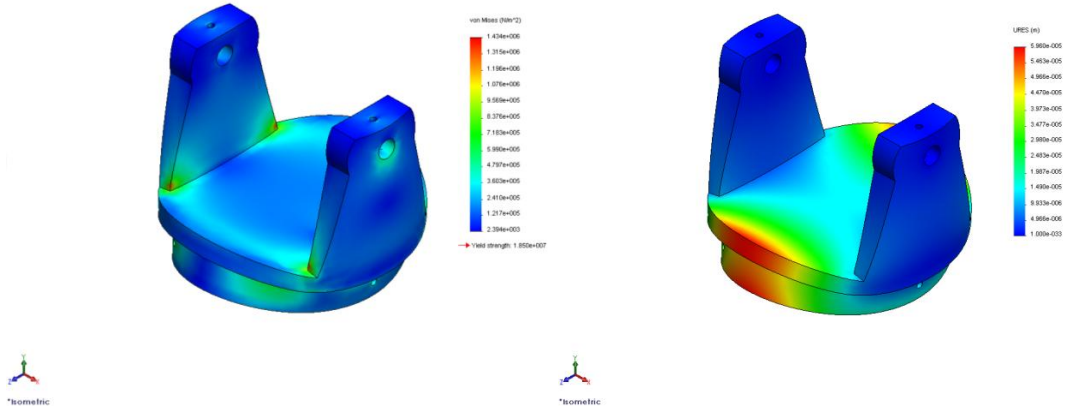 von Mises (N/m^2)
1.434e+006
1.315e+006
1.196e+006
1.076e+006
9.569e+005
8.376e+005
7.183e+005
5.990e+005
4.797e+005
3.603e+005
2.410e+005
1.217e+005
2.394e+003
Yield strength: 1.850e+007
Y
Z
X
*Isometric
URES (m)
5.960e-005
5.463e-005
4.966e-005
4.470e-005
3.973e-005
3.477e-005
2.980e-005
2.483e-005
1.987e-005
1.490e-005
9.933e-006
4.966e-006
1.000e-033
Y
Z
X
*Isometric